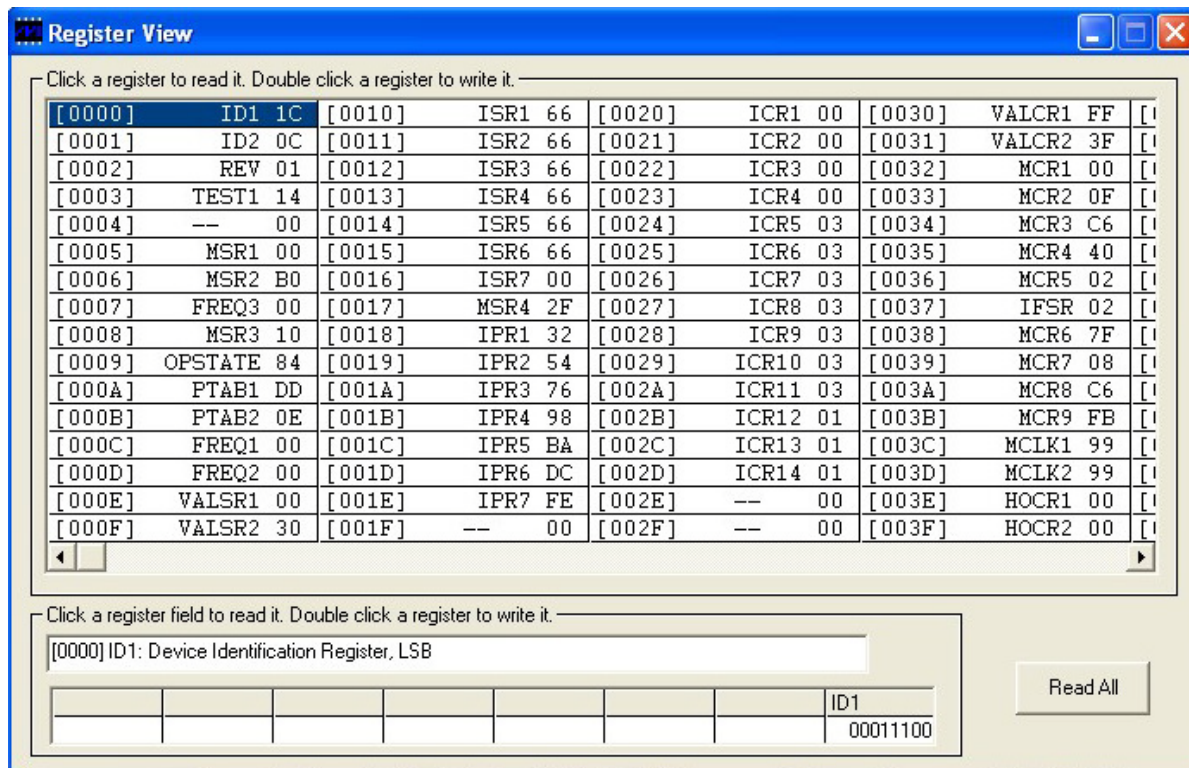 Register View
Click a register to read it. Double click a register to write it.
[0000] ID1 1C [0010] ISR1 66 [0020] ICR1 00 [0030] VALCR1 FF
[0001] ID2 0C [0011] ISR2 66 [0021] ICR2 00 [0031] VALCR2 3F
[0002] REV 01 [0012] ISR3 66 [0022] ICR3 00 [0032] MCR1 00
[0003] TEST1 14 [0013] ISR4 66 [0023] ICR4 00 [0033] MCR2 0F
[0004] -- 00 [0014] ISR5 66 [0024] ICR5 03 [0034] MCR3 C6
[0005] MSR1 00 [0015] ISR6 66 [0025] ICR6 03 [0035] MCR4 40
[0006] MSR2 B0 [0016] ISR7 00 [0026] ICR7 03 [0036] MCR5 02
[0007] FREQ3 00 [0017] MSR4 2F [0027] ICR8 03 [0037] IFSR 02
[0008] MSR3 10 [0018] IPR1 32 [0028] ICR9 03 [0038] MCR6 7F
[0009] OPSTATE 84 [0019] IPR2 54 [0029] ICR10 03 [0039] MCR7 08
[000A] PTAB1 DD [001A] IPR3 76 [002A] ICR11 03 [003A] MCR8 C6
[000B] PTAB2 0E [001B] IPR4 98 [002B] ICR12 01 [003B] MCR9 FB
[000C] FREQ1 00 [001C] IPR5 BA [002C] ICR13 01 [003C] MCLK1 99
[000D] FREQ2 00 [001D] IPR6 DC [002D] ICR14 01 [003D] MCLK2 99
[000E] VALSR1 00 [001E] IPR7 FE [002E] -- 00 [003E] HOCR1 00
[000F] VALSR2 30 [001F] -- 00 [002F] -- 00 [003F] HOCR2 00
Click a register field to read it. Double click a register to write it.
[0000] ID1: Device Identification Register, LSB
Read All
ID1
00011100